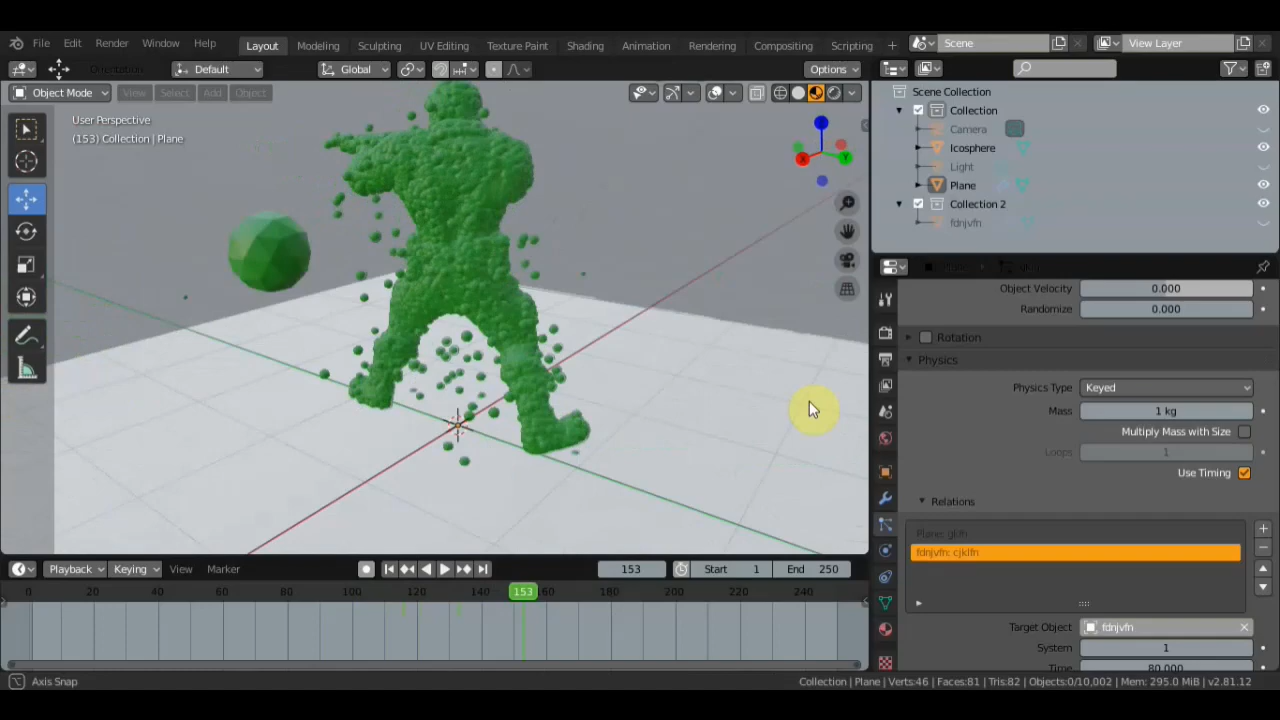 File Edit Render Window Help Layout Modeling Sculpting UV Editing Texture Paint Shading Animation Rendering Compositing Scripting + Scene View Layer
Orientation Default Global Options
Object Mode View Select Add Object
User Perspective
(153) Collection | Plane
X Y Z
Scene Collection
Collection
Camera
Icosphere
Light
Plane
Collection 2
fdnjvfn
Object Velocity 0.000
Randomize 0.000
Rotation
Physics
Physics Type Keyed
Mass 1 kg
Multiply Mass with Size
Loops 1
Use Timing
Relations
fdnjvfn: cjklfn
Target Object fdnjvfn
System 1
Time 80.000
Playback Keying View Marker 153 Start 1 End 250
0 20 40 60 80 100 120 140 153 160 180 200 220 240
Axis Snap
Collection | Plane | Verts:46 | Faces:81 | Tris:82 | Objects:0/10,002 | Mem: 295.0 MiB | v2.81.12